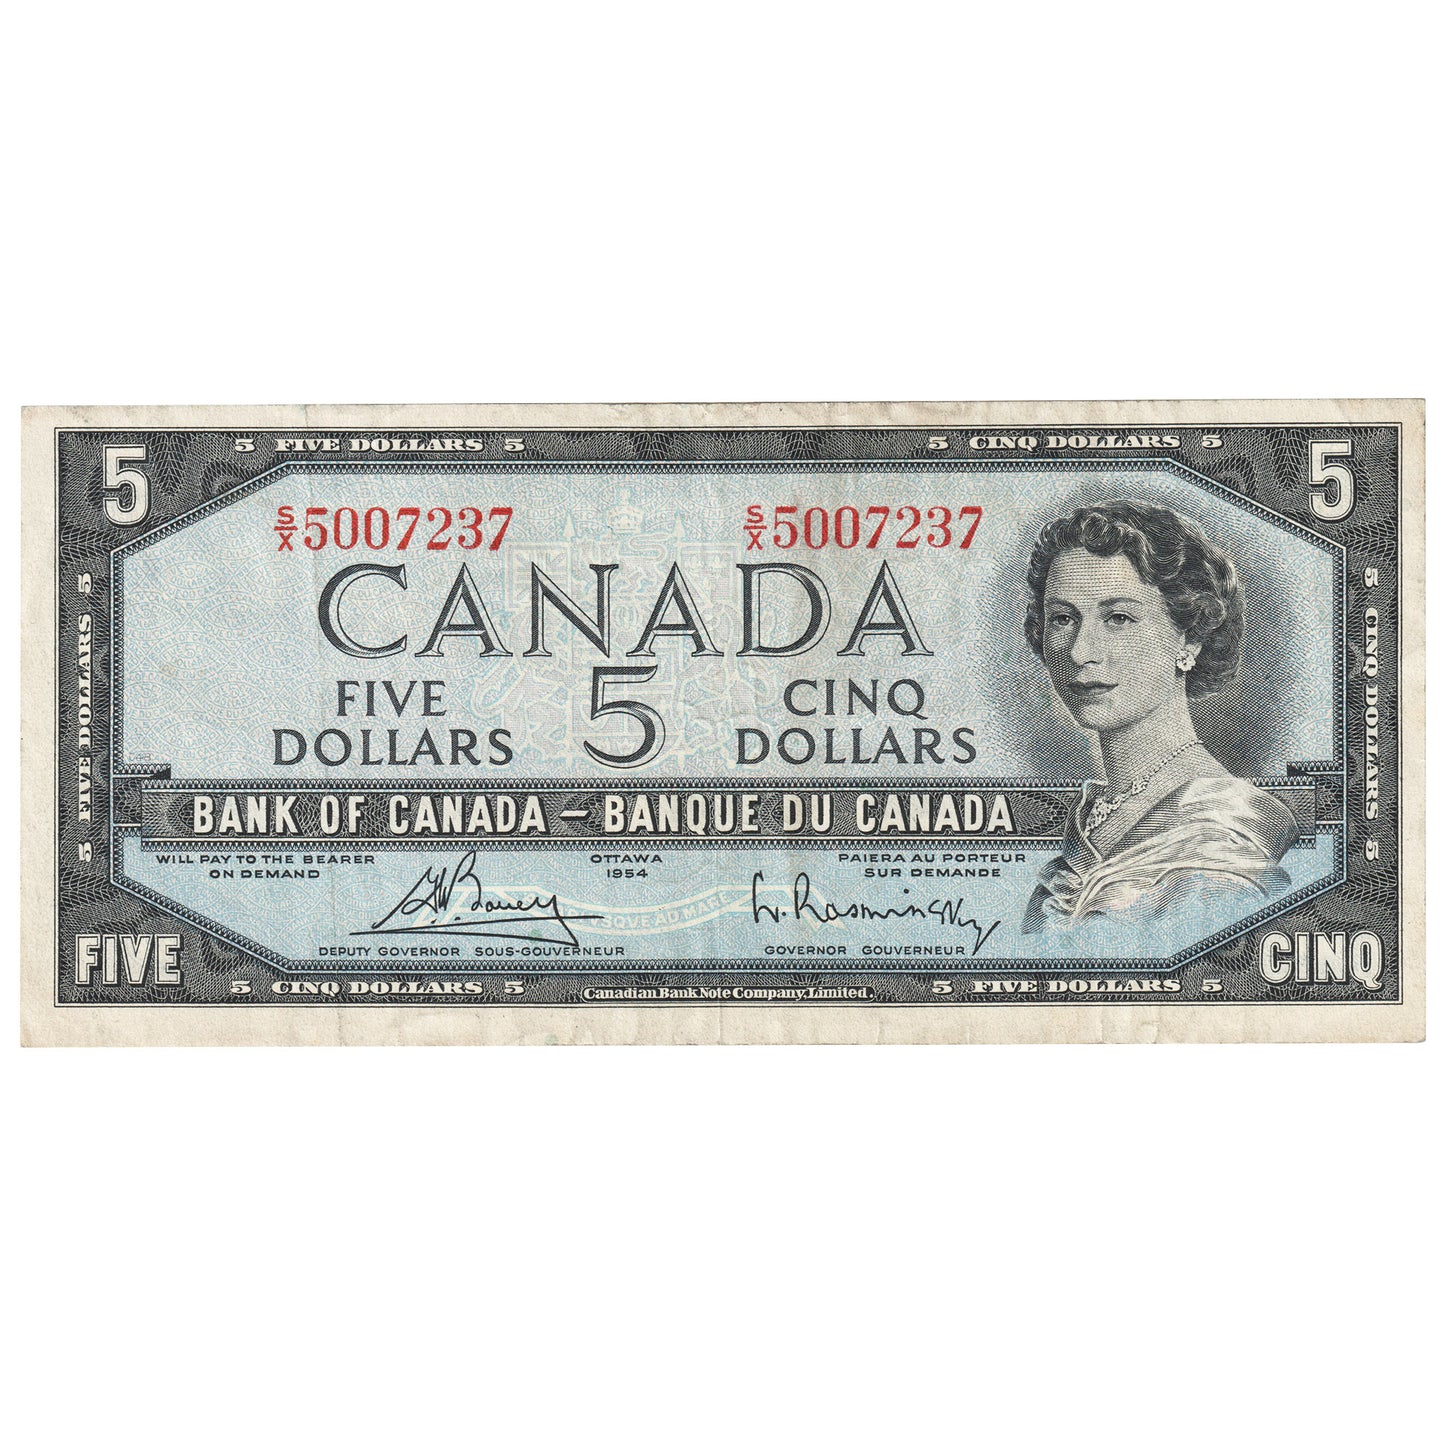 5 FIVE DOLLARS 5
5 CINQ DOLLARS 5
5
5
S/X 5007237
S/X 5007237
CANADA
FIVE DOLLARS
5
CINQ DOLLARS
5 FIVE DOLLARS 5
5 CINQ DOLLARS 5
BANK OF CANADA – BANQUE DU CANADA
WILL PAY TO THE BEARER
ON DEMAND
OTTAWA
1954
PAIERA AU PORTEUR
SUR DEMANDE
G.W. Bouey
L. Rasminsky
DEPUTY GOVERNOR SOUS-GOUVERNEUR
GOVERNOR GOUVERNEUR
FIVE
CINQ
5 CINQ DOLLARS 5
Canadian Bank Note Company, Limited.
5 FIVE DOLLARS 5